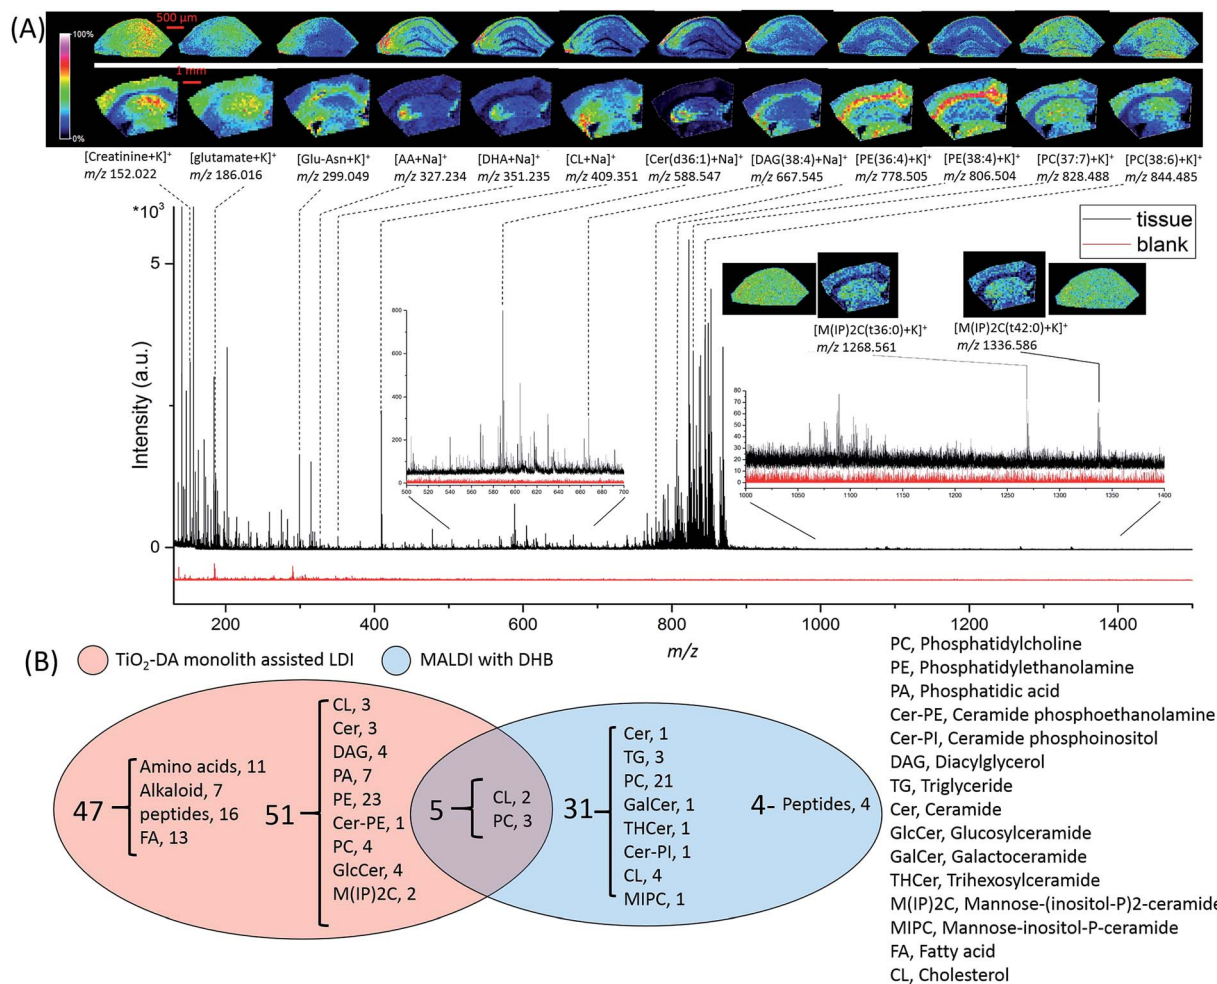 (A)
500 µm
100%
1 mm
0%
[Creatinine+K]⁺ [glutamate+K]⁺ [Glu-Asn+K]⁺ [AA+Na]⁺ [DHA+Na]⁺ [CL+Na]⁺ [Cer(d36:1)+Na]⁺ [DAG(38:4)+Na]⁺ [PE(36:4)+K]⁺ [PE(38:4)+K]⁺ [PC(37:7)+K]⁺ [PC(38:6)+K]⁺
m/z 152.022 m/z 186.016 m/z 299.049 m/z 327.234 m/z 351.235 m/z 409.351 m/z 588.547 m/z 667.545 m/z 778.505 m/z 806.504 m/z 828.488 m/z 844.485
*10³
tissue
blank
5
0
Intensity (a.u.)
[M(IP)2C(t36:0)+K]⁺ [M(IP)2C(t42:0)+K]⁺
m/z 1268.561 m/z 1336.586
800
600
400
200
0
500 520 540 560 580 600 620 640 660 680 700
80
70
60
50
40
30
20
10
0
1000 1050 1100 1150 1200 1250 1300 1350 1400
200 400 600 800 1000 1200 1400
m/z
(B)
TiO₂-DA monolith assisted LDI
MALDI with DHB
47
Amino acids, 11
Alkaloid, 7
peptides, 16
FA, 13
51
CL, 3
Cer, 3
DAG, 4
PA, 7
PE, 23
Cer-PE, 1
PC, 4
GlcCer, 4
M(IP)2C, 2
5
CL, 2
PC, 3
31
Cer, 1
TG, 3
PC, 21
GalCer, 1
THCer, 1
Cer-PI, 1
CL, 4
MIPC, 1
4- Peptides, 4
PC, Phosphatidylcholine
PE, Phosphatidylethanolamine
PA, Phosphatidic acid
Cer-PE, Ceramide phosphoethanolamine
Cer-PI, Ceramide phosphoinositol
DAG, Diacylglycerol
TG, Triglyceride
Cer, Ceramide
GlcCer, Glucosylceramide
GalCer, Galactoceramide
THCer, Trihexosylceramide
M(IP)2C, Mannose-(inositol-P)2-ceramide
MIPC, Mannose-inositol-P-ceramide
FA, Fatty acid
CL, Cholesterol